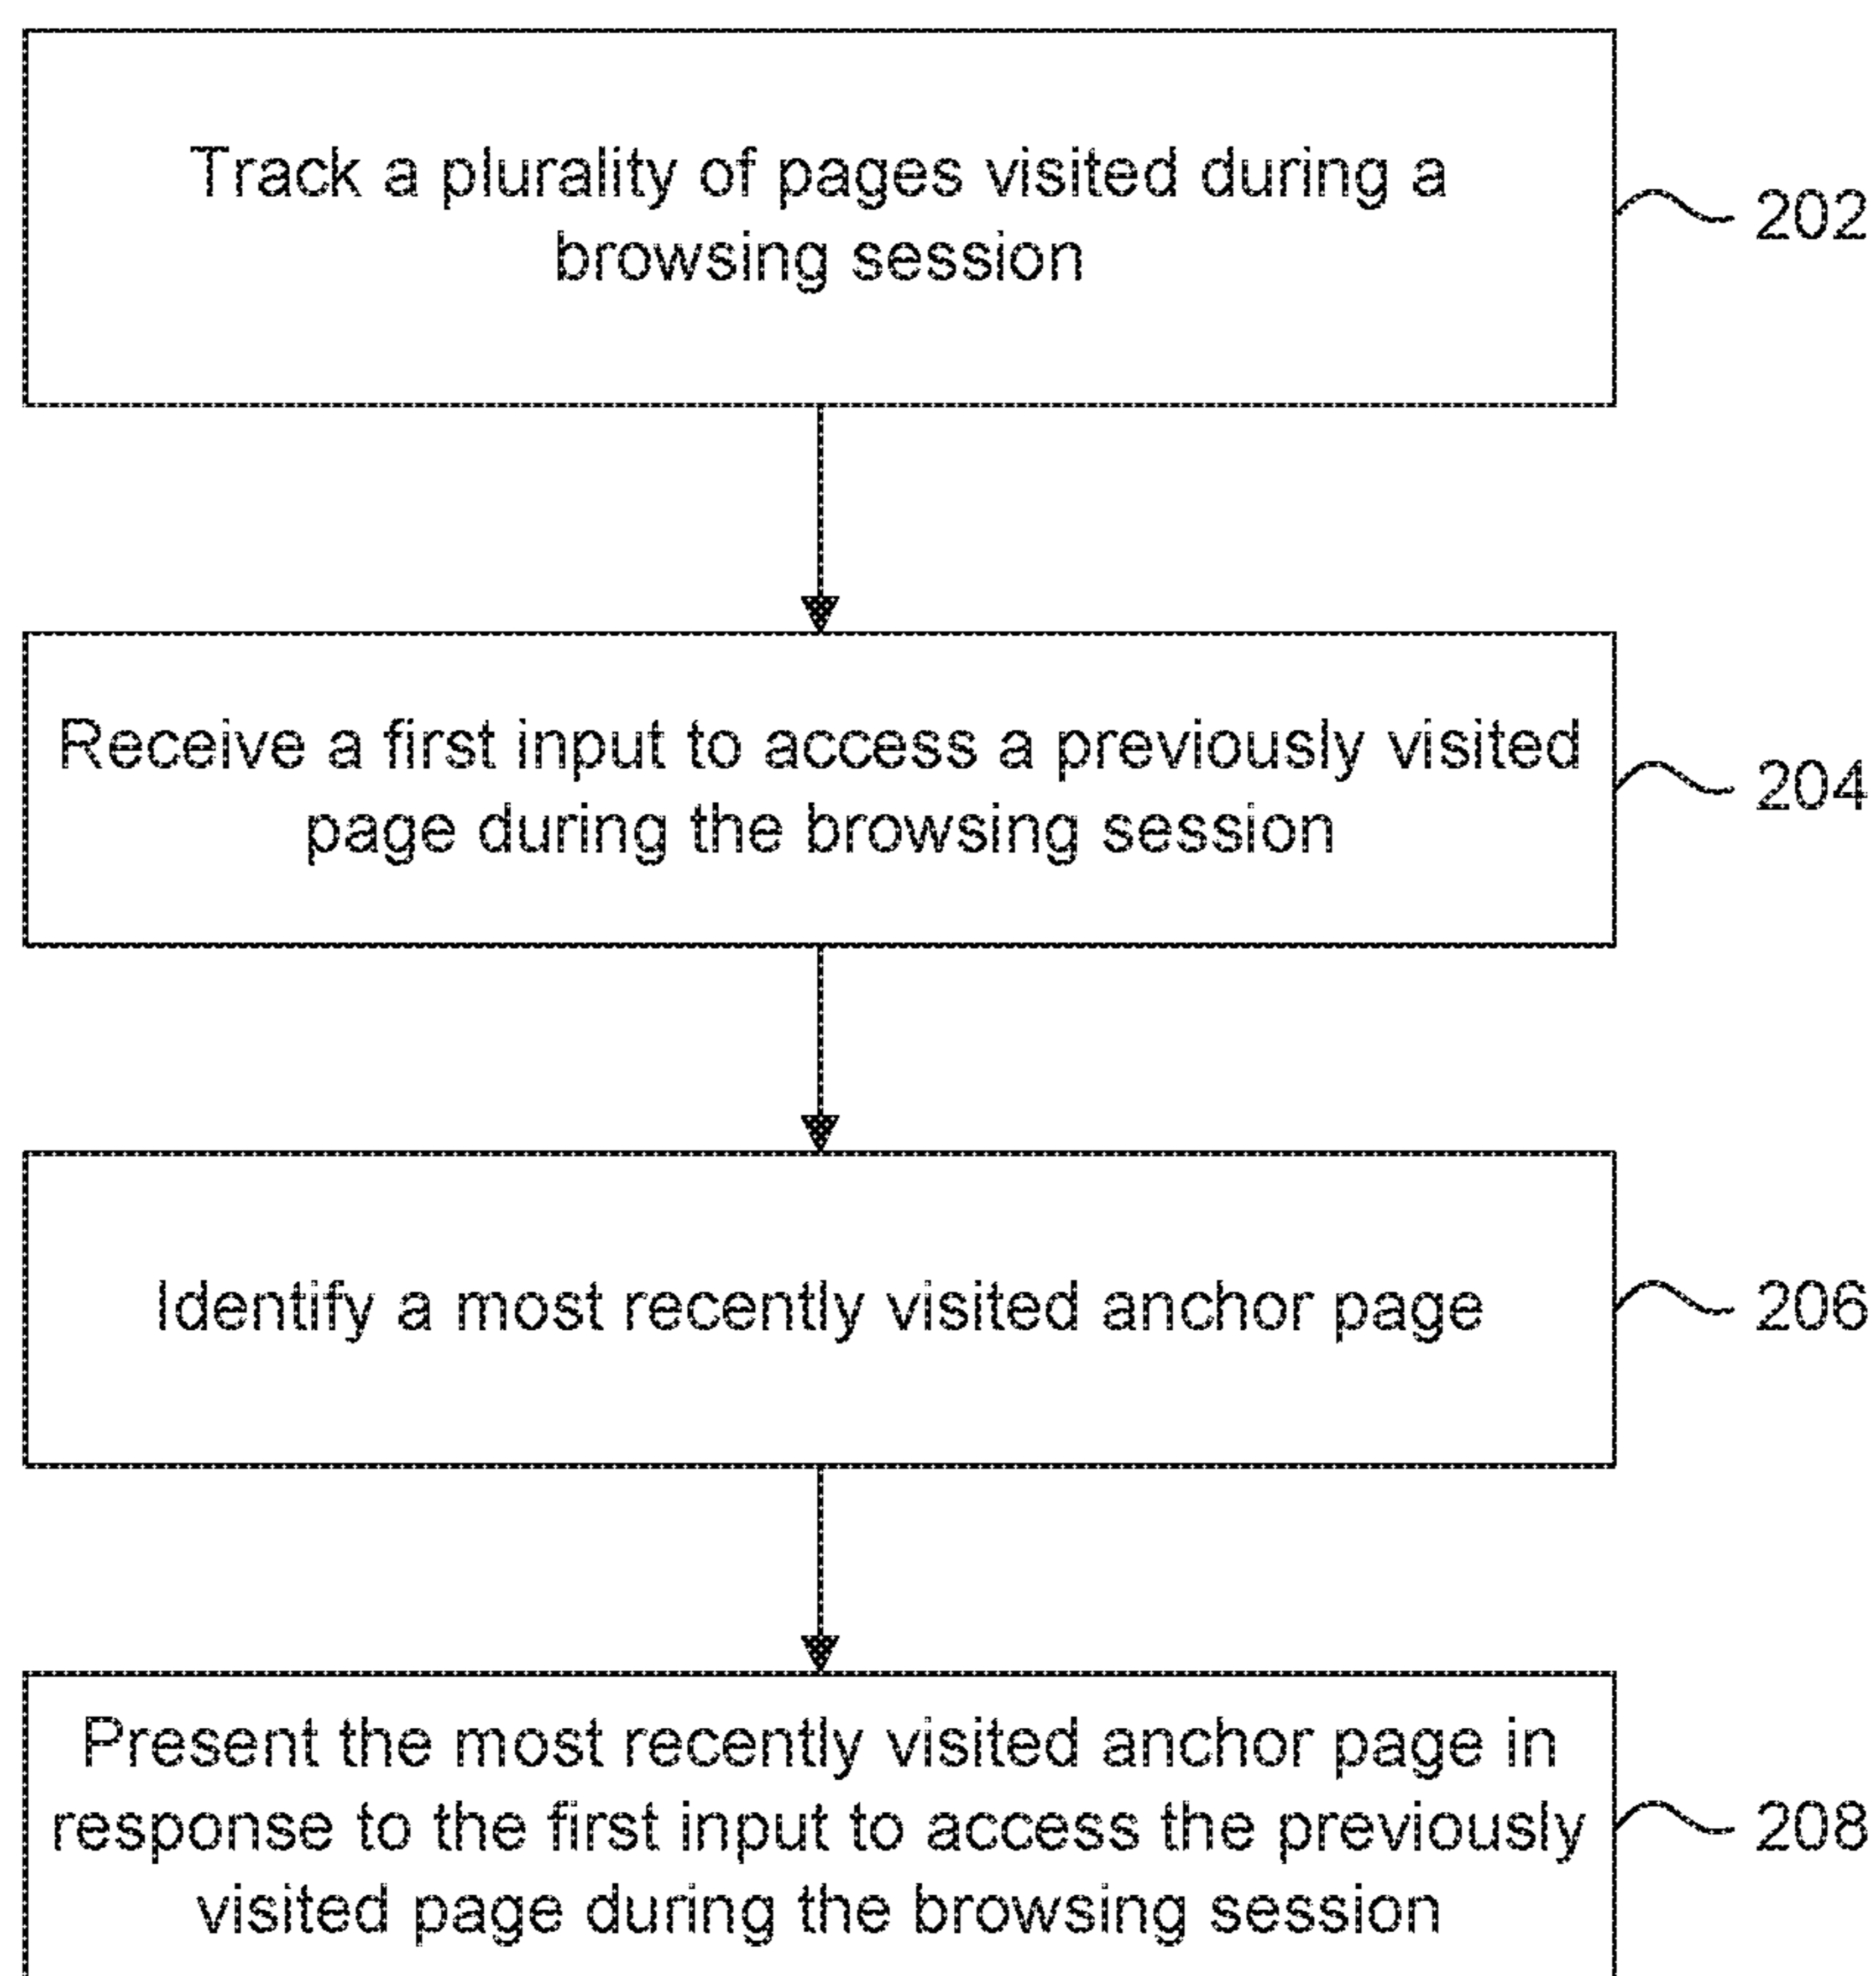 Track a plurality of pages visited during a
browsing session
202
Receive a first input to access a previously visited
page during the browsing session
204
Identify a most recently visited anchor page
206
Present the most recently visited anchor page in
response to the first input to access the previously
visited page during the browsing session
208